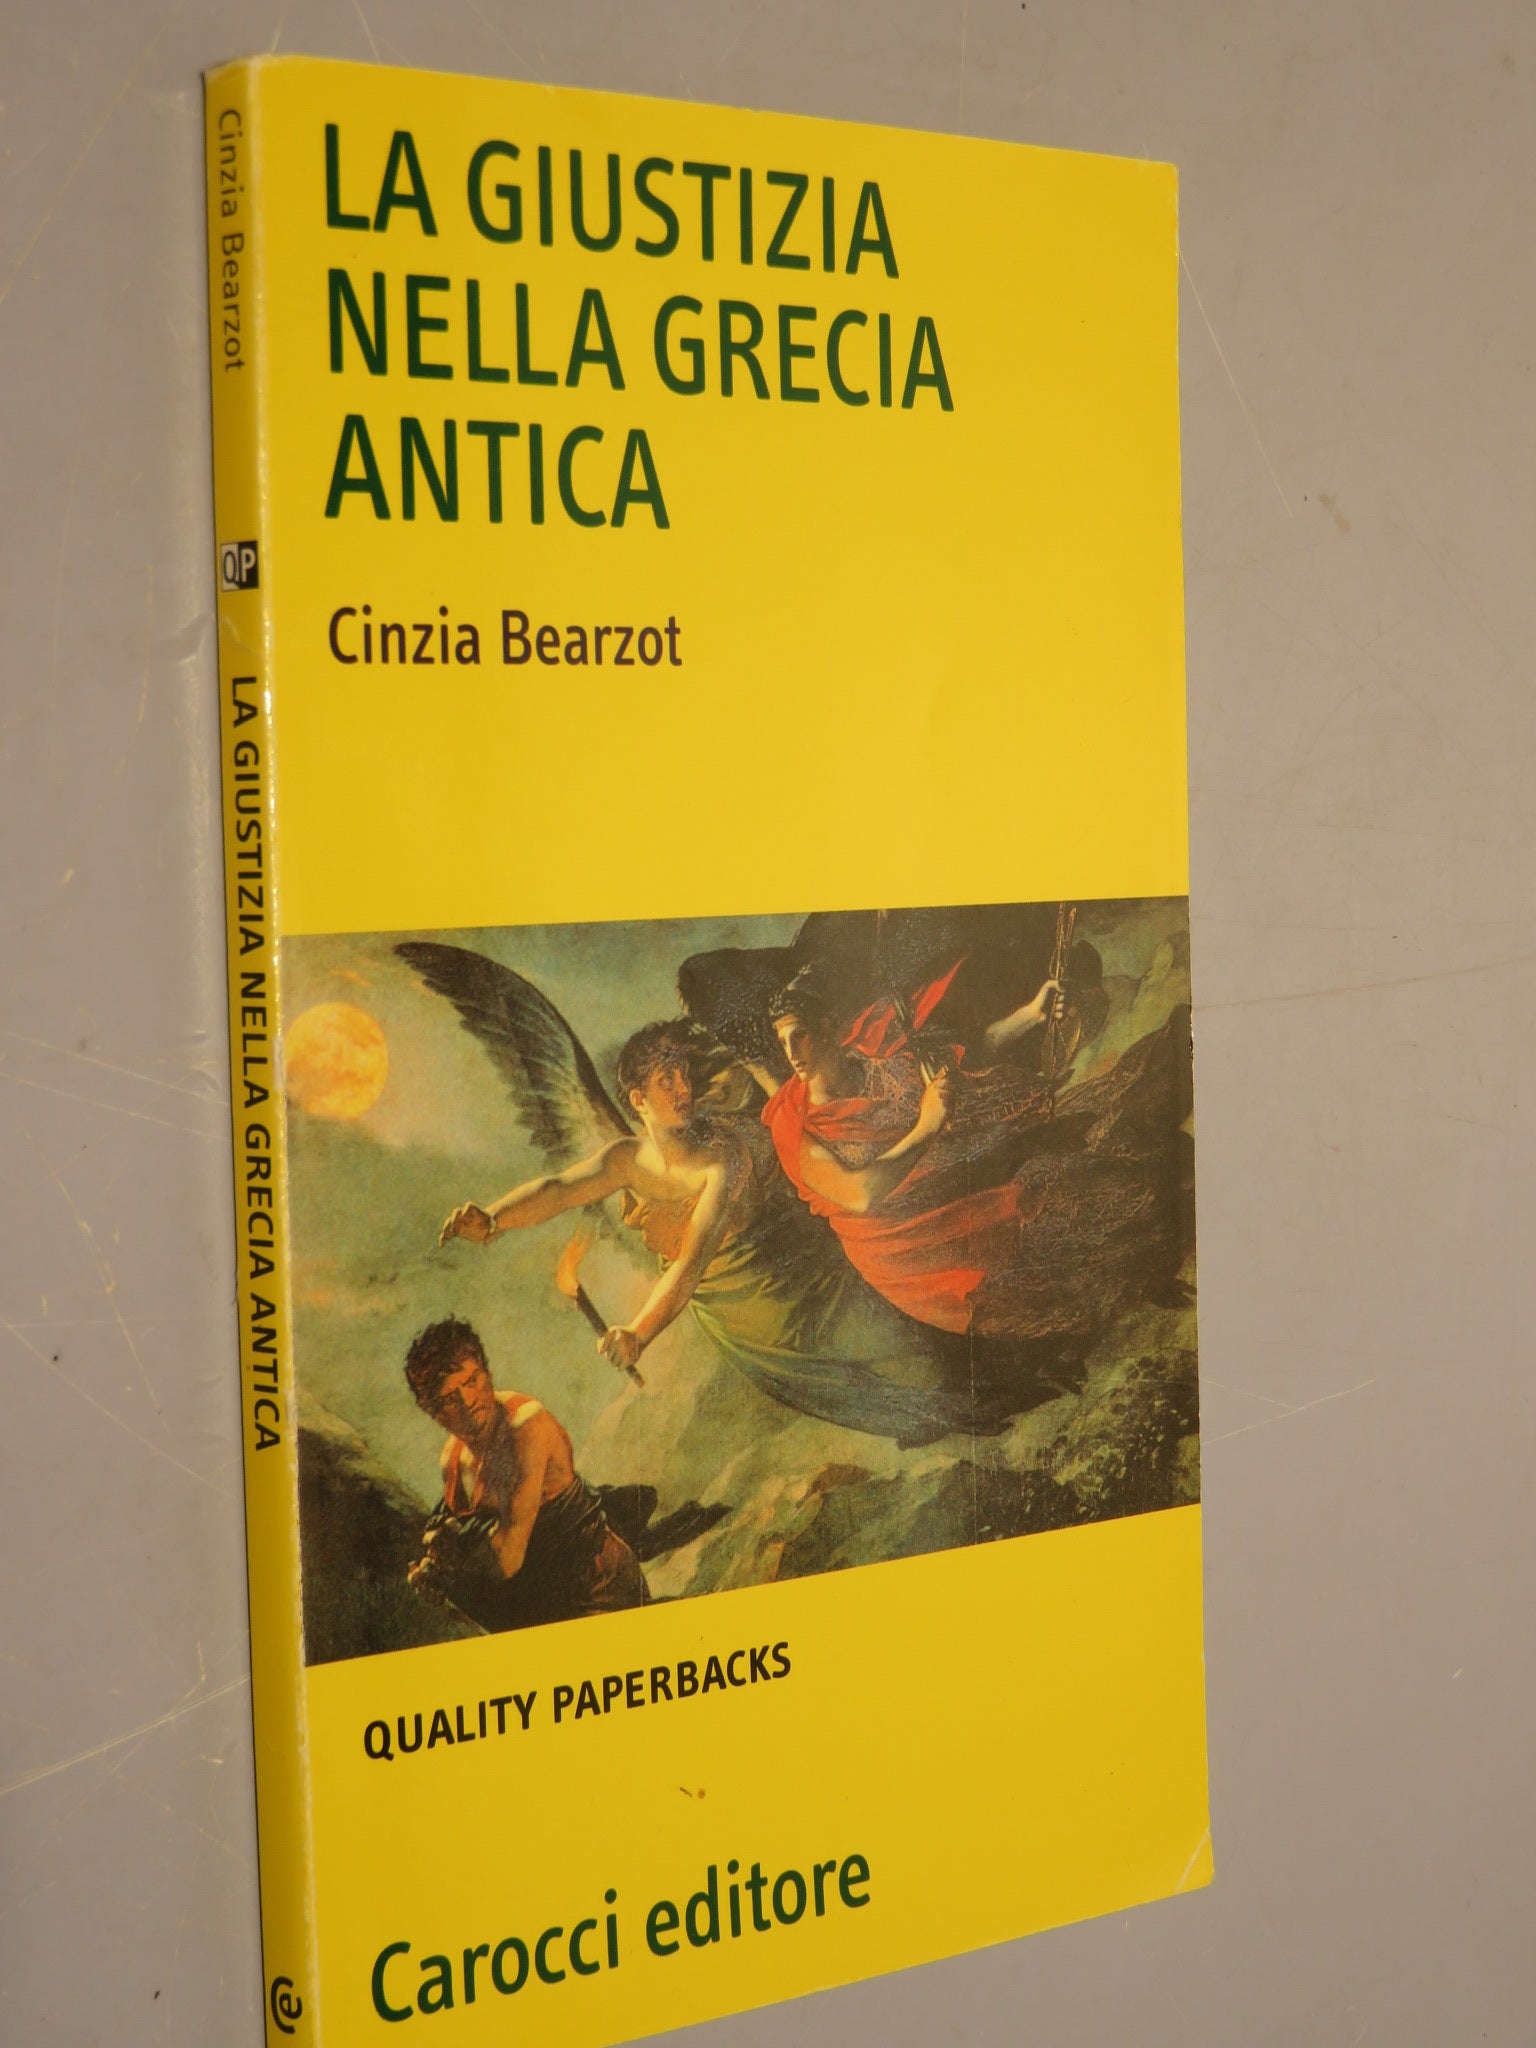 LA GIUSTIZIA
NELLA GRECIA
ANTICA
Cinzia Bearzot
QUALITY PAPERBACKS
Carocci editore
Cinzia Bearzot
QP
LA GIUSTIZIA NELLA GRECIA ANTICA
e